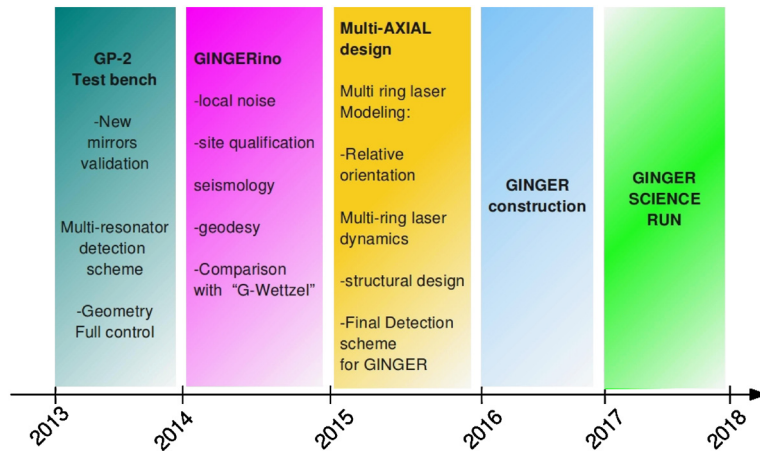 GP-2
Test bench
-New
mirrors
validation
Multi-resonator
detection
scheme
-Geometry
Full control
GINGERino
-local noise
-site qualification
seismology
-geodesy
-Comparison
with “G-Wettzel”
Multi-AXIAL
design
Multi ring laser
Modeling:
-Relative
orientation
Multi-ring laser
dynamics
-structural design
-Final Detection
scheme
for GINGER
GINGER
construction
GINGER
SCIENCE
RUN
2013
2014
2015
2016
2017
2018